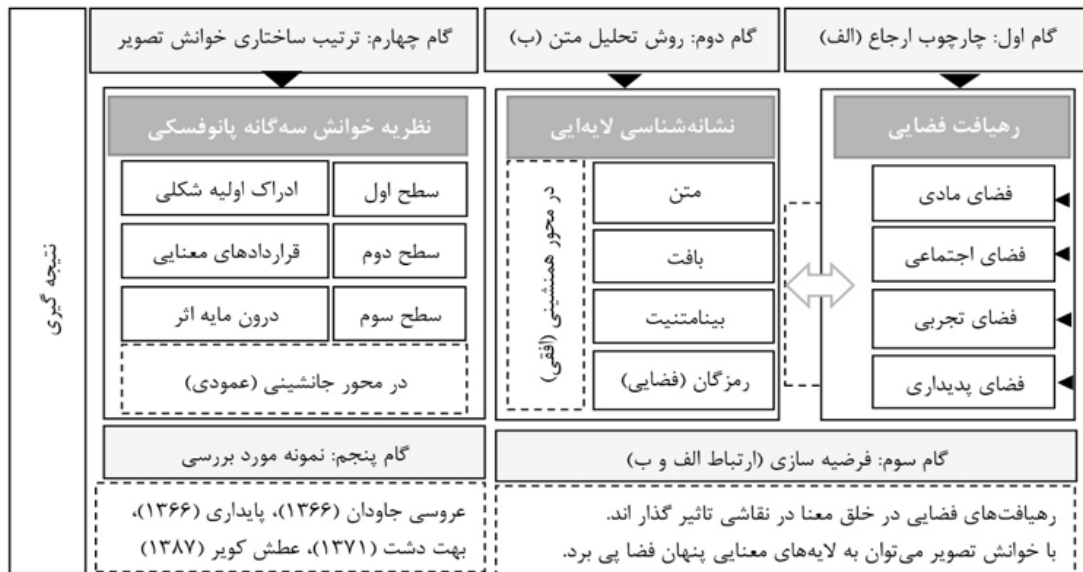 گام اول: چارچوب ارجاع (الف)
رهیافت فضایی
فضای مادی
فضای اجتماعی
فضای تجربی
فضای پدیداری
گام دوم: روش تحلیل متن (ب)
نشانه‌شناسی لایه‌ایی
متن
بافت
بینامتنیت
رمزگان (فضایی)
در محور همنشینی (افقی)
گام سوم: فرضیه سازی (ارتباط الف و ب)
رهیافت‌های فضایی در خلق معنا در نقاشی تاثیر گذار اند.
با خوانش تصویر می‌توان به لایه‌های معنایی پنهان فضا پی برد.
گام چهارم: ترتیب ساختاری خوانش تصویر
نظریه خوانش سه‌گانه پانوفسکی
سطح اول ادراک اولیه شکلی
سطح دوم قراردادهای معنایی
سطح سوم درون مایه اثر
در محور جانشینی (عمودی)
گام پنجم: نمونه مورد بررسی
عروسی جاودان (۱۳۶۶)، پایداری (۱۳۶۶)،
بهت دشت (۱۳۷۱)، عطش کویر (۱۳۸۷)
نتیجه گیری